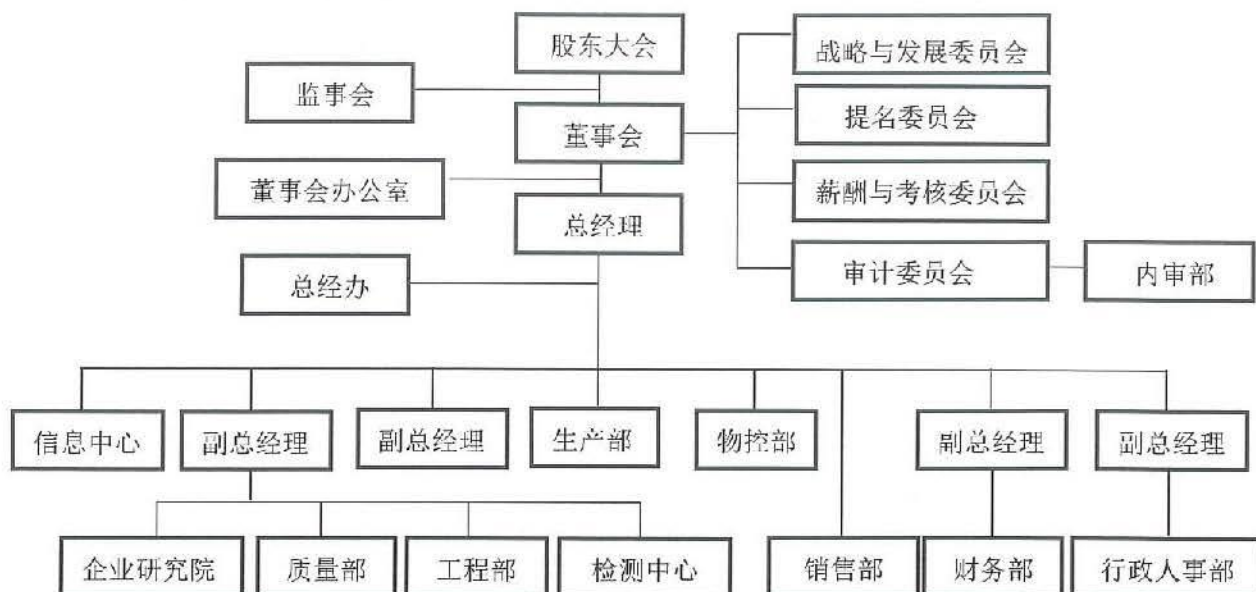 股东大会
战略与发展委员会
监事会
提名委员会
董事会
董事会办公室
薪酬与考核委员会
总经理
总经办
审计委员会
内审部
信息中心
副总经理
副总经理
生产部
物控部
副总经理
副总经理
企业研究院
质量部
工程部
检测中心
销售部
财务部
行政人事部